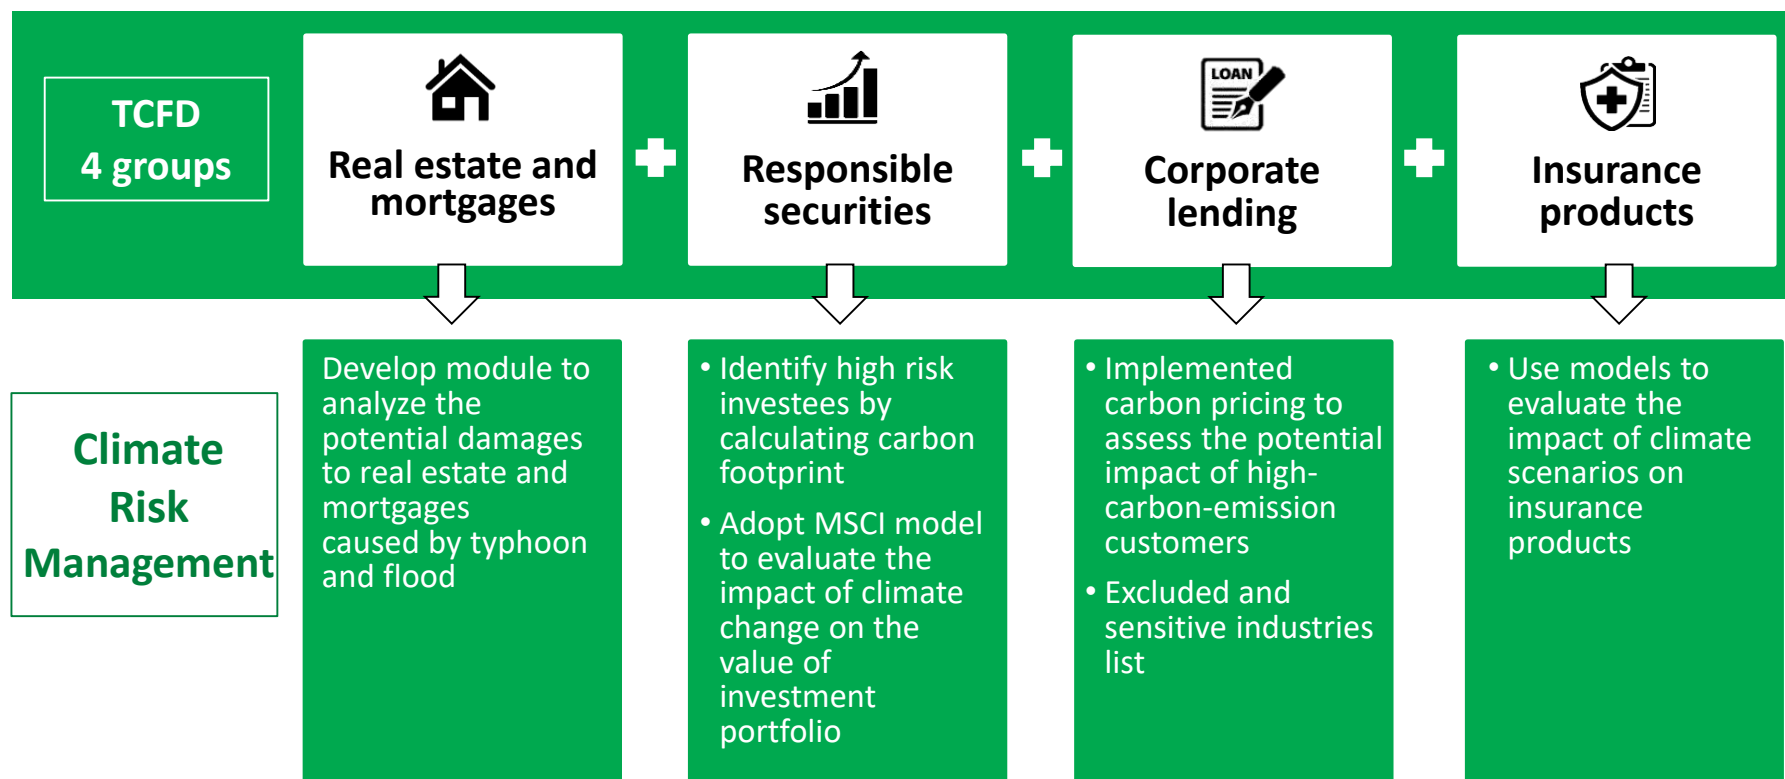 TCFD
4 groups
Real estate and
mortgages
Responsible
securities
LOAN
Corporate
lending
Insurance
products
Climate
Risk
Management
Develop module to
analyze the
potential damages
to real estate and
mortgages
caused by typhoon
and flood
• Identify high risk
investees by
calculating carbon
footprint
• Adopt MSCI model
to evaluate the
impact of climate
change on the
value of
investment
portfolio
• Implemented
carbon pricing to
assess the potential
impact of high-
carbon-emission
customers
• Excluded and
sensitive industries
list
• Use models to
evaluate the
impact of climate
scenarios on
insurance
products